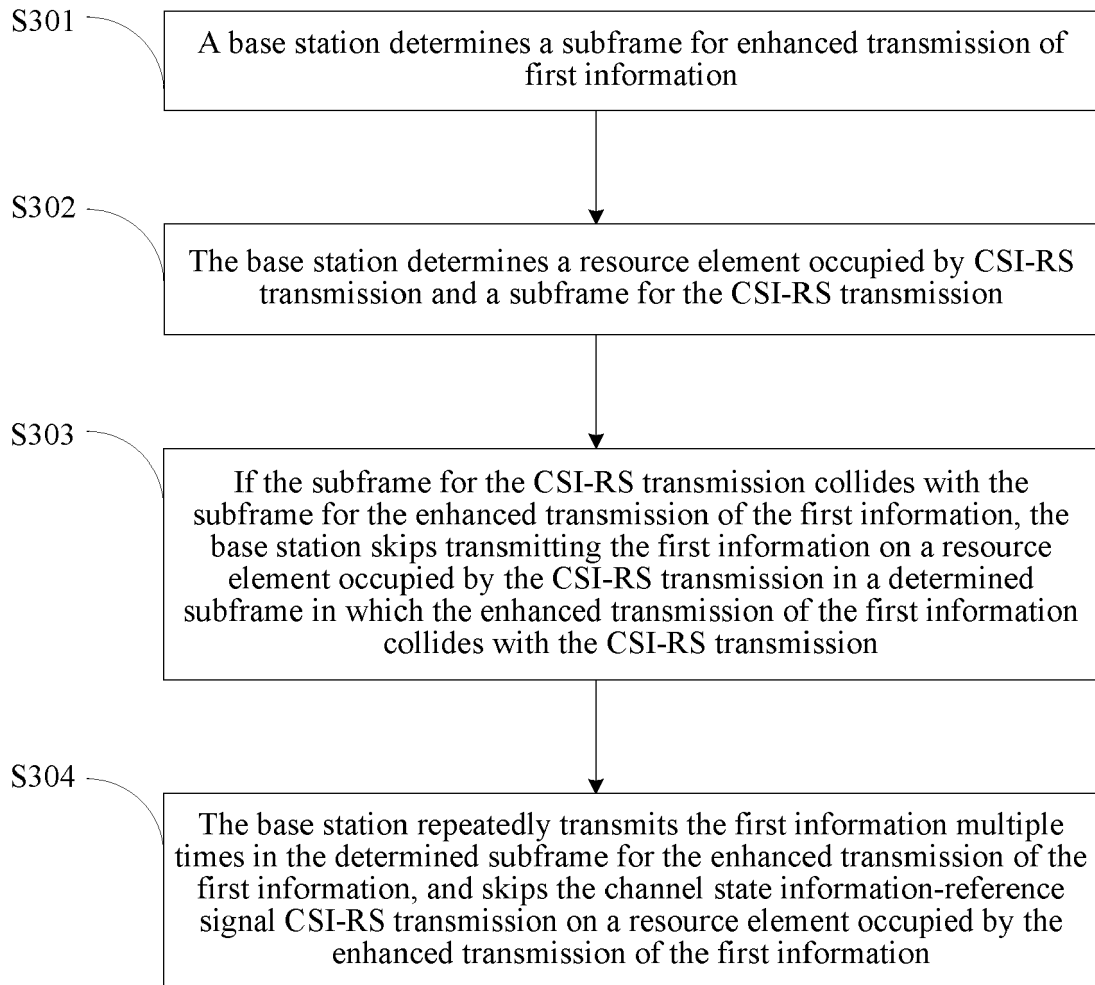 S301
A base station determines a subframe for enhanced transmission of
first information
S302
The base station determines a resource element occupied by CSI-RS
transmission and a subframe for the CSI-RS transmission
S303
If the subframe for the CSI-RS transmission collides with the
subframe for the enhanced transmission of the first information, the
base station skips transmitting the first information on a resource
element occupied by the CSI-RS transmission in a determined
subframe in which the enhanced transmission of the first information
collides with the CSI-RS transmission
S304
The base station repeatedly transmits the first information multiple
times in the determined subframe for the enhanced transmission of the
first information, and skips the channel state information-reference
signal CSI-RS transmission on a resource element occupied by the
enhanced transmission of the first information